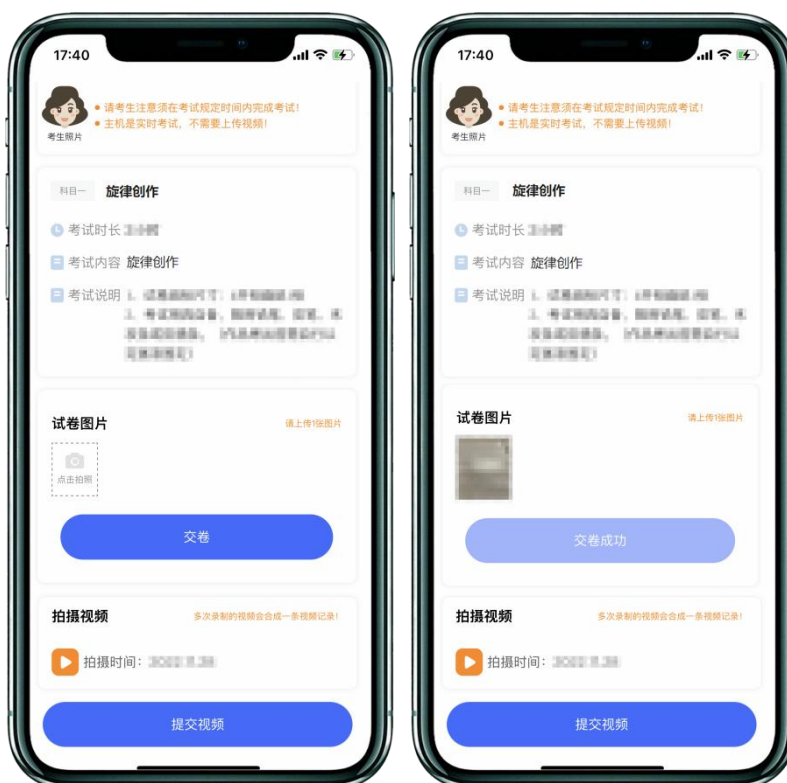 17:40
考生照片
请考生注意须在考试规定时间内完成考试!
主机是实时考试，不需要上传视频!
科目一 旋律创作
考试时长
考试内容 旋律创作
考试说明
试卷图片 请上传1张图片
点击拍照
交卷
拍摄视频 多次录制的视频会合成一条视频记录!
拍摄时间:
提交视频
17:40
考生照片
请考生注意须在考试规定时间内完成考试!
主机是实时考试，不需要上传视频!
科目一 旋律创作
考试时长
考试内容 旋律创作
考试说明
试卷图片 请上传1张图片
交卷成功
拍摄视频 多次录制的视频会合成一条视频记录!
拍摄时间:
提交视频